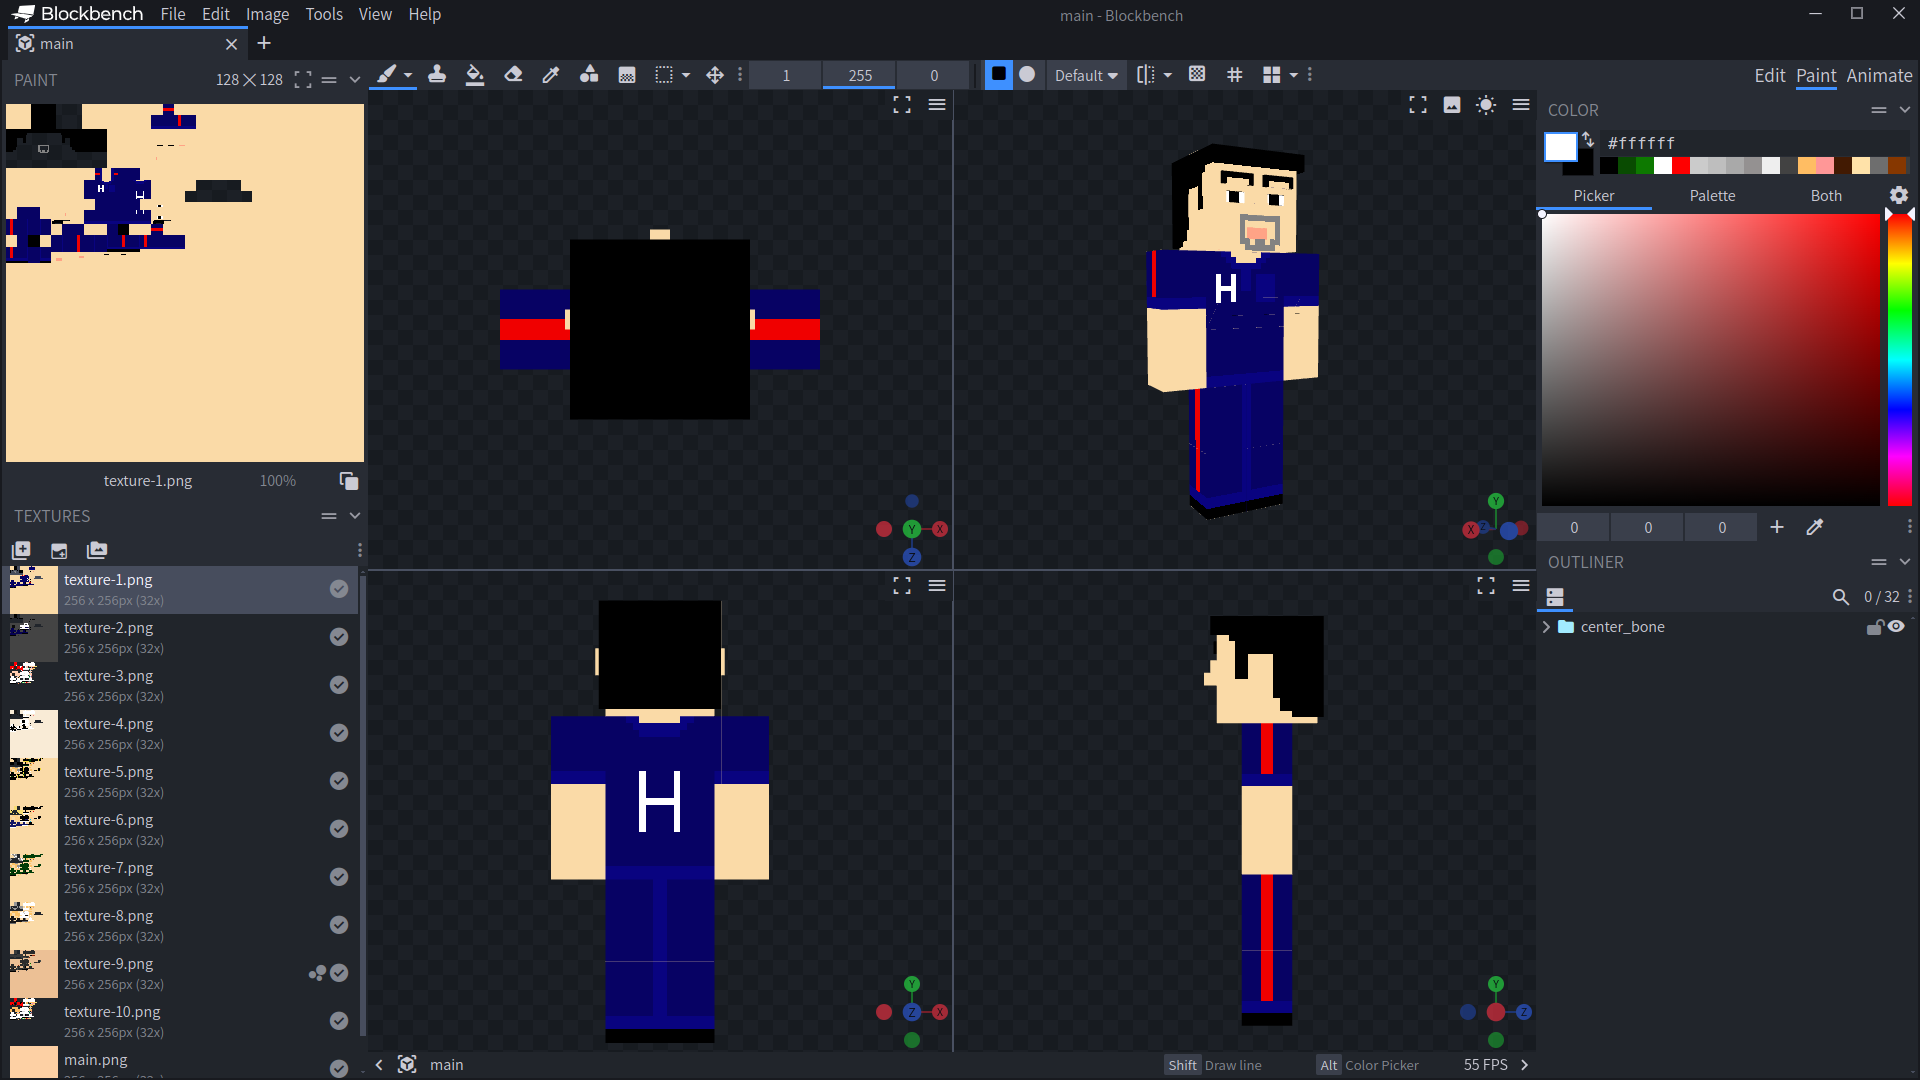 Blockbench File Edit Image Tools View Help
main - Blockbench
main
PAINT 128×128
1 255 0
Default
Edit Paint Animate
COLOR
#ffffff
Picker Palette Both
H
H
texture-1.png 100%
TEXTURES
texture-1.png
256 x 256px (32x)
texture-2.png
256 x 256px (32x)
texture-3.png
256 x 256px (32x)
texture-4.png
256 x 256px (32x)
texture-5.png
256 x 256px (32x)
texture-6.png
256 x 256px (32x)
texture-7.png
256 x 256px (32x)
texture-8.png
256 x 256px (32x)
texture-9.png
256 x 256px (32x)
texture-10.png
256 x 256px (32x)
main.png
Y X Z
Y X Z
0 0 0
OUTLINER
0 / 32
center_bone
H
Y Z X
Y Z
main
Shift Draw line Alt Color Picker 55 FPS